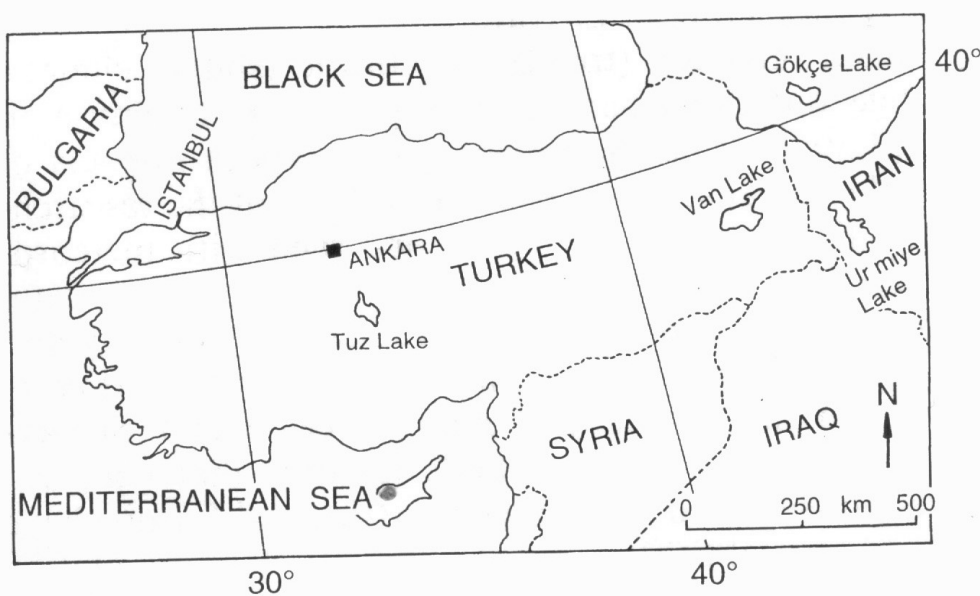 BLACK SEA
Gökçe Lake
40°
BULGARIA
ISTANBUL
IRAN
Van Lake
ANKARA
TURKEY
Ur miye
Lake
Tuz Lake
N
SYRIA
IRAQ
MEDITERRANEAN SEA
0 250 km 500
30°
40°